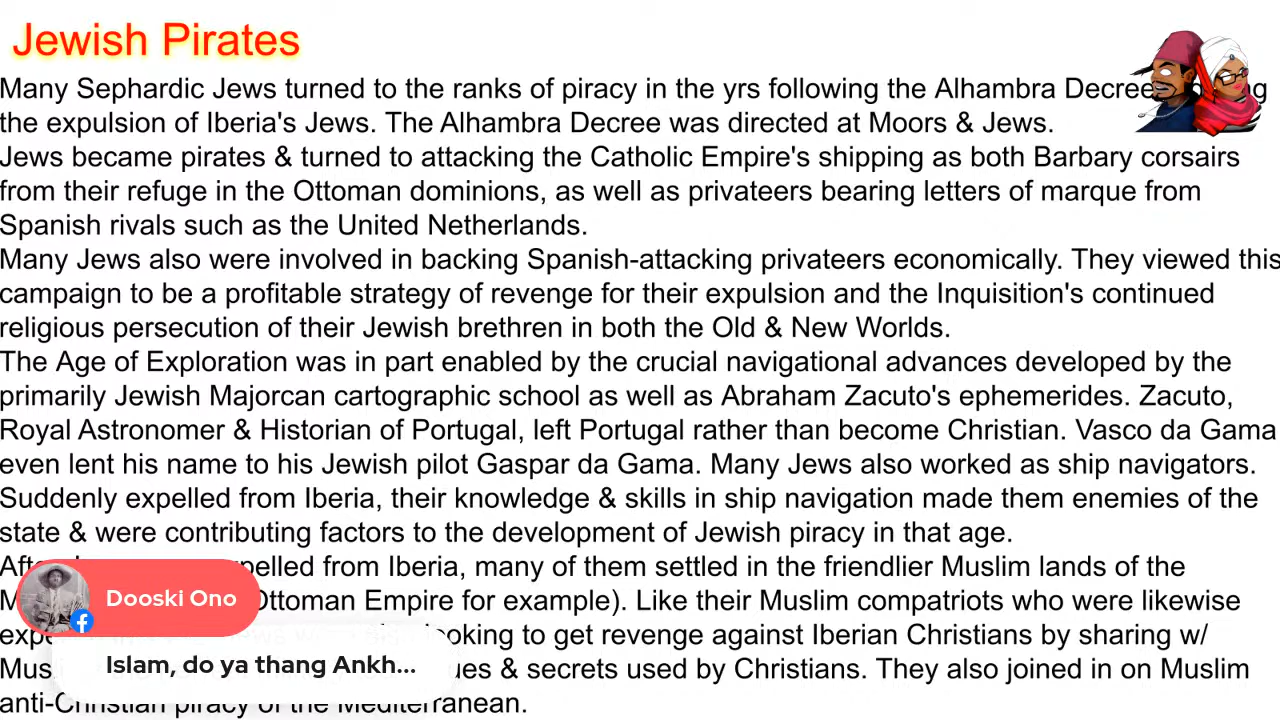 Jewish Pirates
Many Sephardic Jews turned to the ranks of piracy in the yrs following the Alhambra Decree
the expulsion of Iberia's Jews. The Alhambra Decree was directed at Moors & Jews.
Jews became pirates & turned to attacking the Catholic Empire's shipping as both Barbary corsairs
from their refuge in the Ottoman dominions, as well as privateers bearing letters of marque from
Spanish rivals such as the United Netherlands.
Many Jews also were involved in backing Spanish-attacking privateers economically. They viewed this
campaign to be a profitable strategy of revenge for their expulsion and the Inquisition's continued
religious persecution of their Jewish brethren in both the Old & New Worlds.
The Age of Exploration was in part enabled by the crucial navigational advances developed by the
primarily Jewish Majorcan cartographic school as well as Abraham Zacuto's ephemerides. Zacuto,
Royal Astronomer & Historian of Portugal, left Portugal rather than become Christian. Vasco da Gama
even lent his name to his Jewish pilot Gaspar da Gama. Many Jews also worked as ship navigators.
Suddenly expelled from Iberia, their knowledge & skills in ship navigation made them enemies of the
state & were contributing factors to the development of Jewish piracy in that age.
from Iberia, many of them settled in the friendlier Muslim lands of the
Ottoman Empire for example). Like their Muslim compatriots who were likewise
to get revenge against Iberian Christians by sharing w/
& secrets used by Christians. They also joined in on Muslim
anti-Christian piracy of the Mediterranean.
Dooski Ono
Islam, do ya thang Ankh...